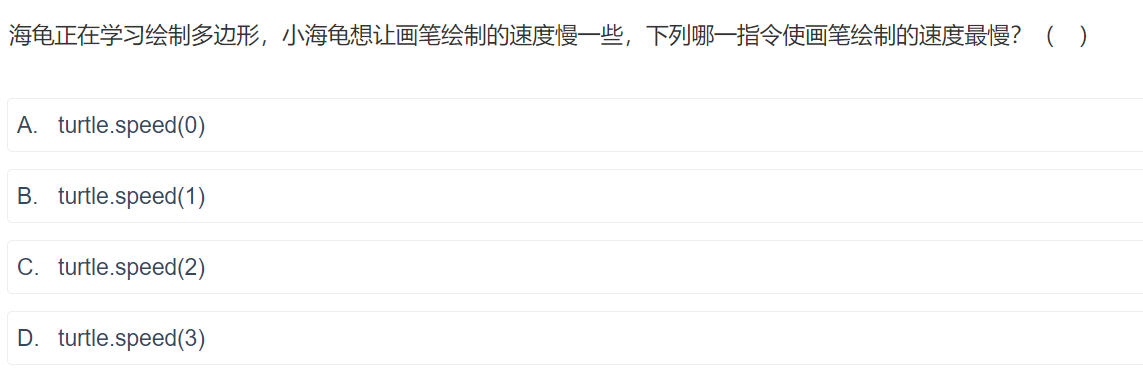 海龟正在学习绘制多边形，小海龟想让画笔绘制的速度慢一些，下列哪一指令使画笔绘制的速度最慢？（ ）
A. turtle.speed(0)
B. turtle.speed(1)
C. turtle.speed(2)
D. turtle.speed(3)